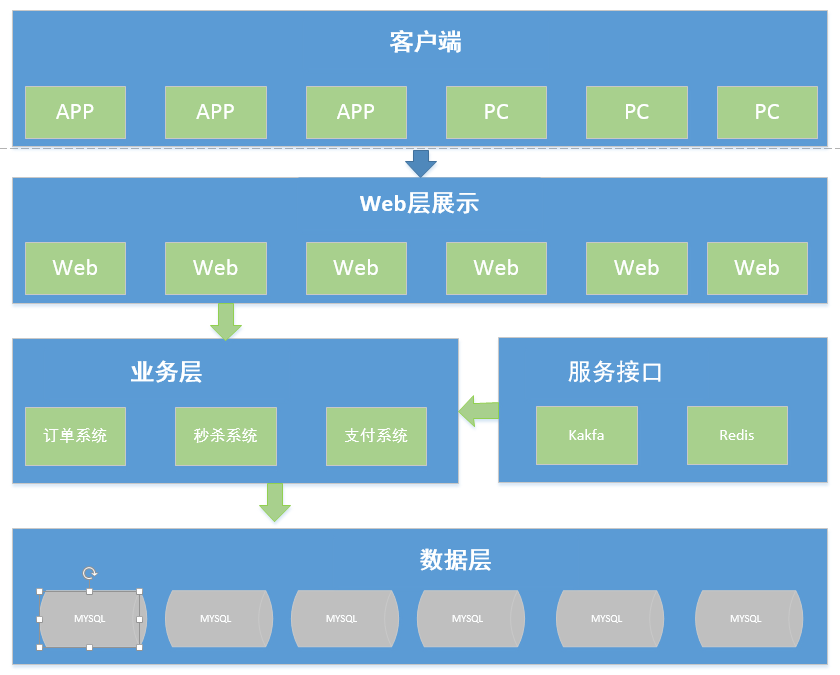 客户端
APP APP APP PC PC PC
Web层展示
Web Web Web Web Web Web
业务层
订单系统 秒杀系统 支付系统
服务接口
Kakfa Redis
数据层
MYSQL MYSQL MYSQL MYSQL MYSQL MYSQL